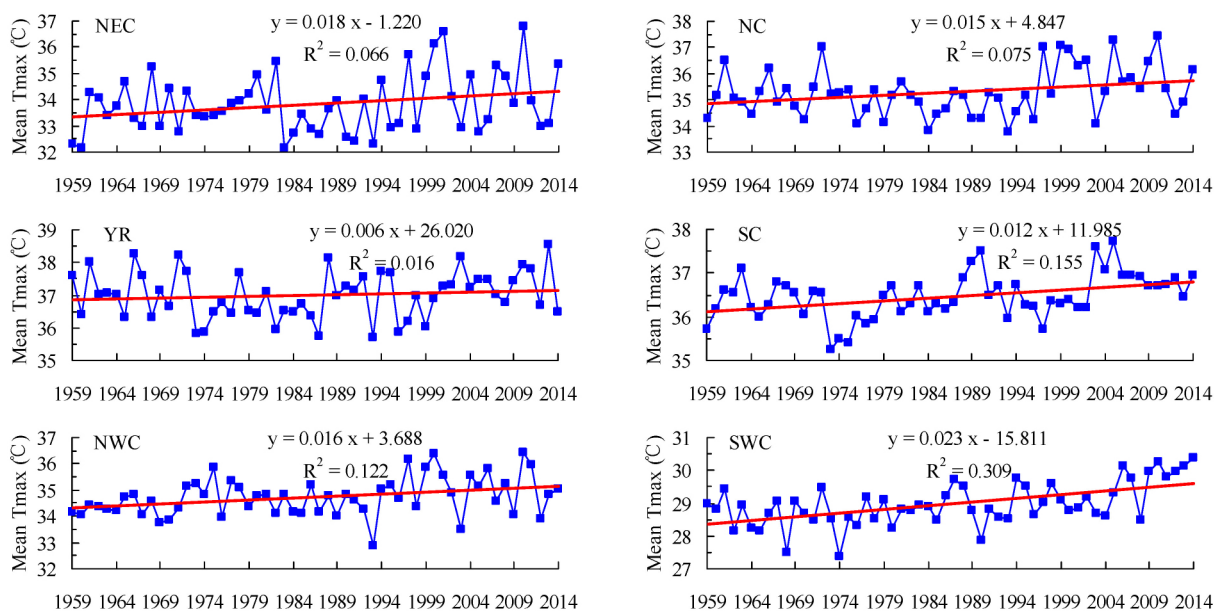 NEC
y = 0.018 x - 1.220
R² = 0.066
Mean Tmax (℃)
37
36
35
34
33
32
1959 1964 1969 1974 1979 1984 1989 1994 1999 2004 2009 2014
NC
y = 0.015 x + 4.847
R² = 0.075
Mean Tmax (℃)
38
37
36
35
34
33
1959 1964 1969 1974 1979 1984 1989 1994 1999 2004 2009 2014
YR
y = 0.006 x + 26.020
R² = 0.016
Mean Tmax (℃)
39
38
37
36
35
1959 1964 1969 1974 1979 1984 1989 1994 1999 2004 2009 2014
SC
y = 0.012 x + 11.985
R² = 0.155
Mean Tmax (℃)
38
37
36
35
1959 1964 1969 1974 1979 1984 1989 1994 1999 2004 2009 2014
NWC
y = 0.016 x + 3.688
R² = 0.122
Mean Tmax (℃)
37
36
35
34
33
32
1959 1964 1969 1974 1979 1984 1989 1994 1999 2004 2009 2014
SWC
y = 0.023 x - 15.811
R² = 0.309
Mean Tmax (℃)
31
30
29
28
27
1959 1964 1969 1974 1979 1984 1989 1994 1999 2004 2009 2014